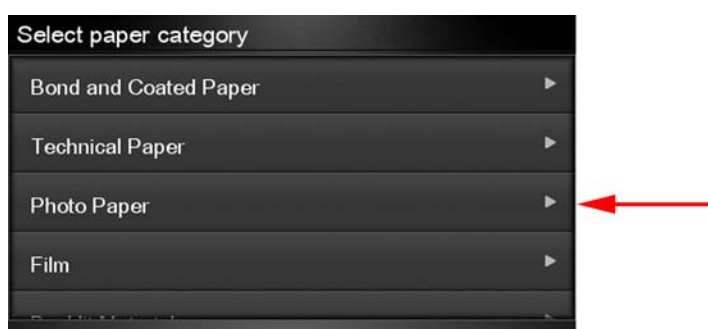 Select paper category
Bond and Coated Paper
Technical Paper
Photo Paper
Film